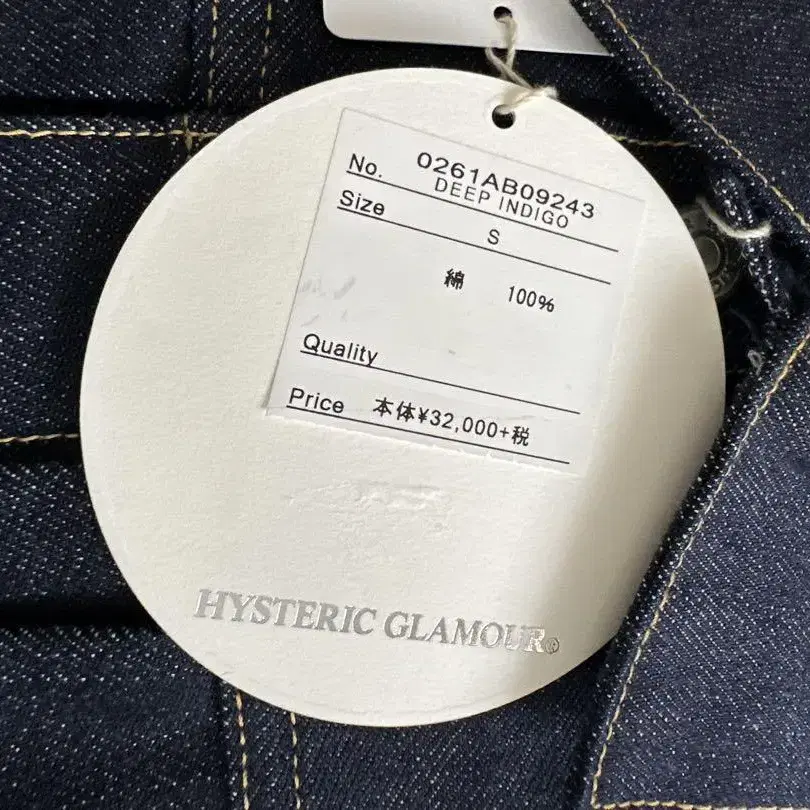 No. 0261AB09243
DEEP INDIGO
Size S
綿 100%
Quality
Price 本体¥32,000+税
HYSTERIC GLAMOUR®